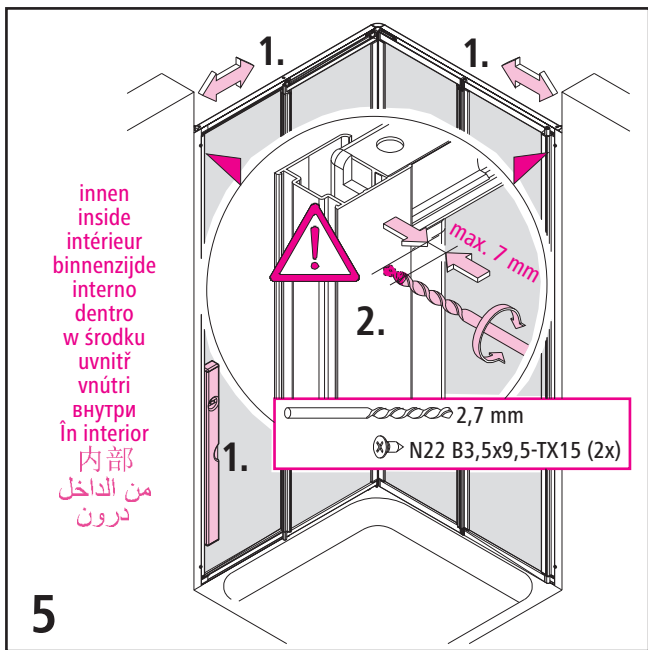 1.
1.
innen
inside
intérieur
binnenzijde
interno
dentro
w środku
uvnitř
vnútri
внутри
În interior
内部
من الداخل
درون
max. 7 mm
2.
2,7 mm
N22 B3,5x9,5-TX15 (2x)
1.
5